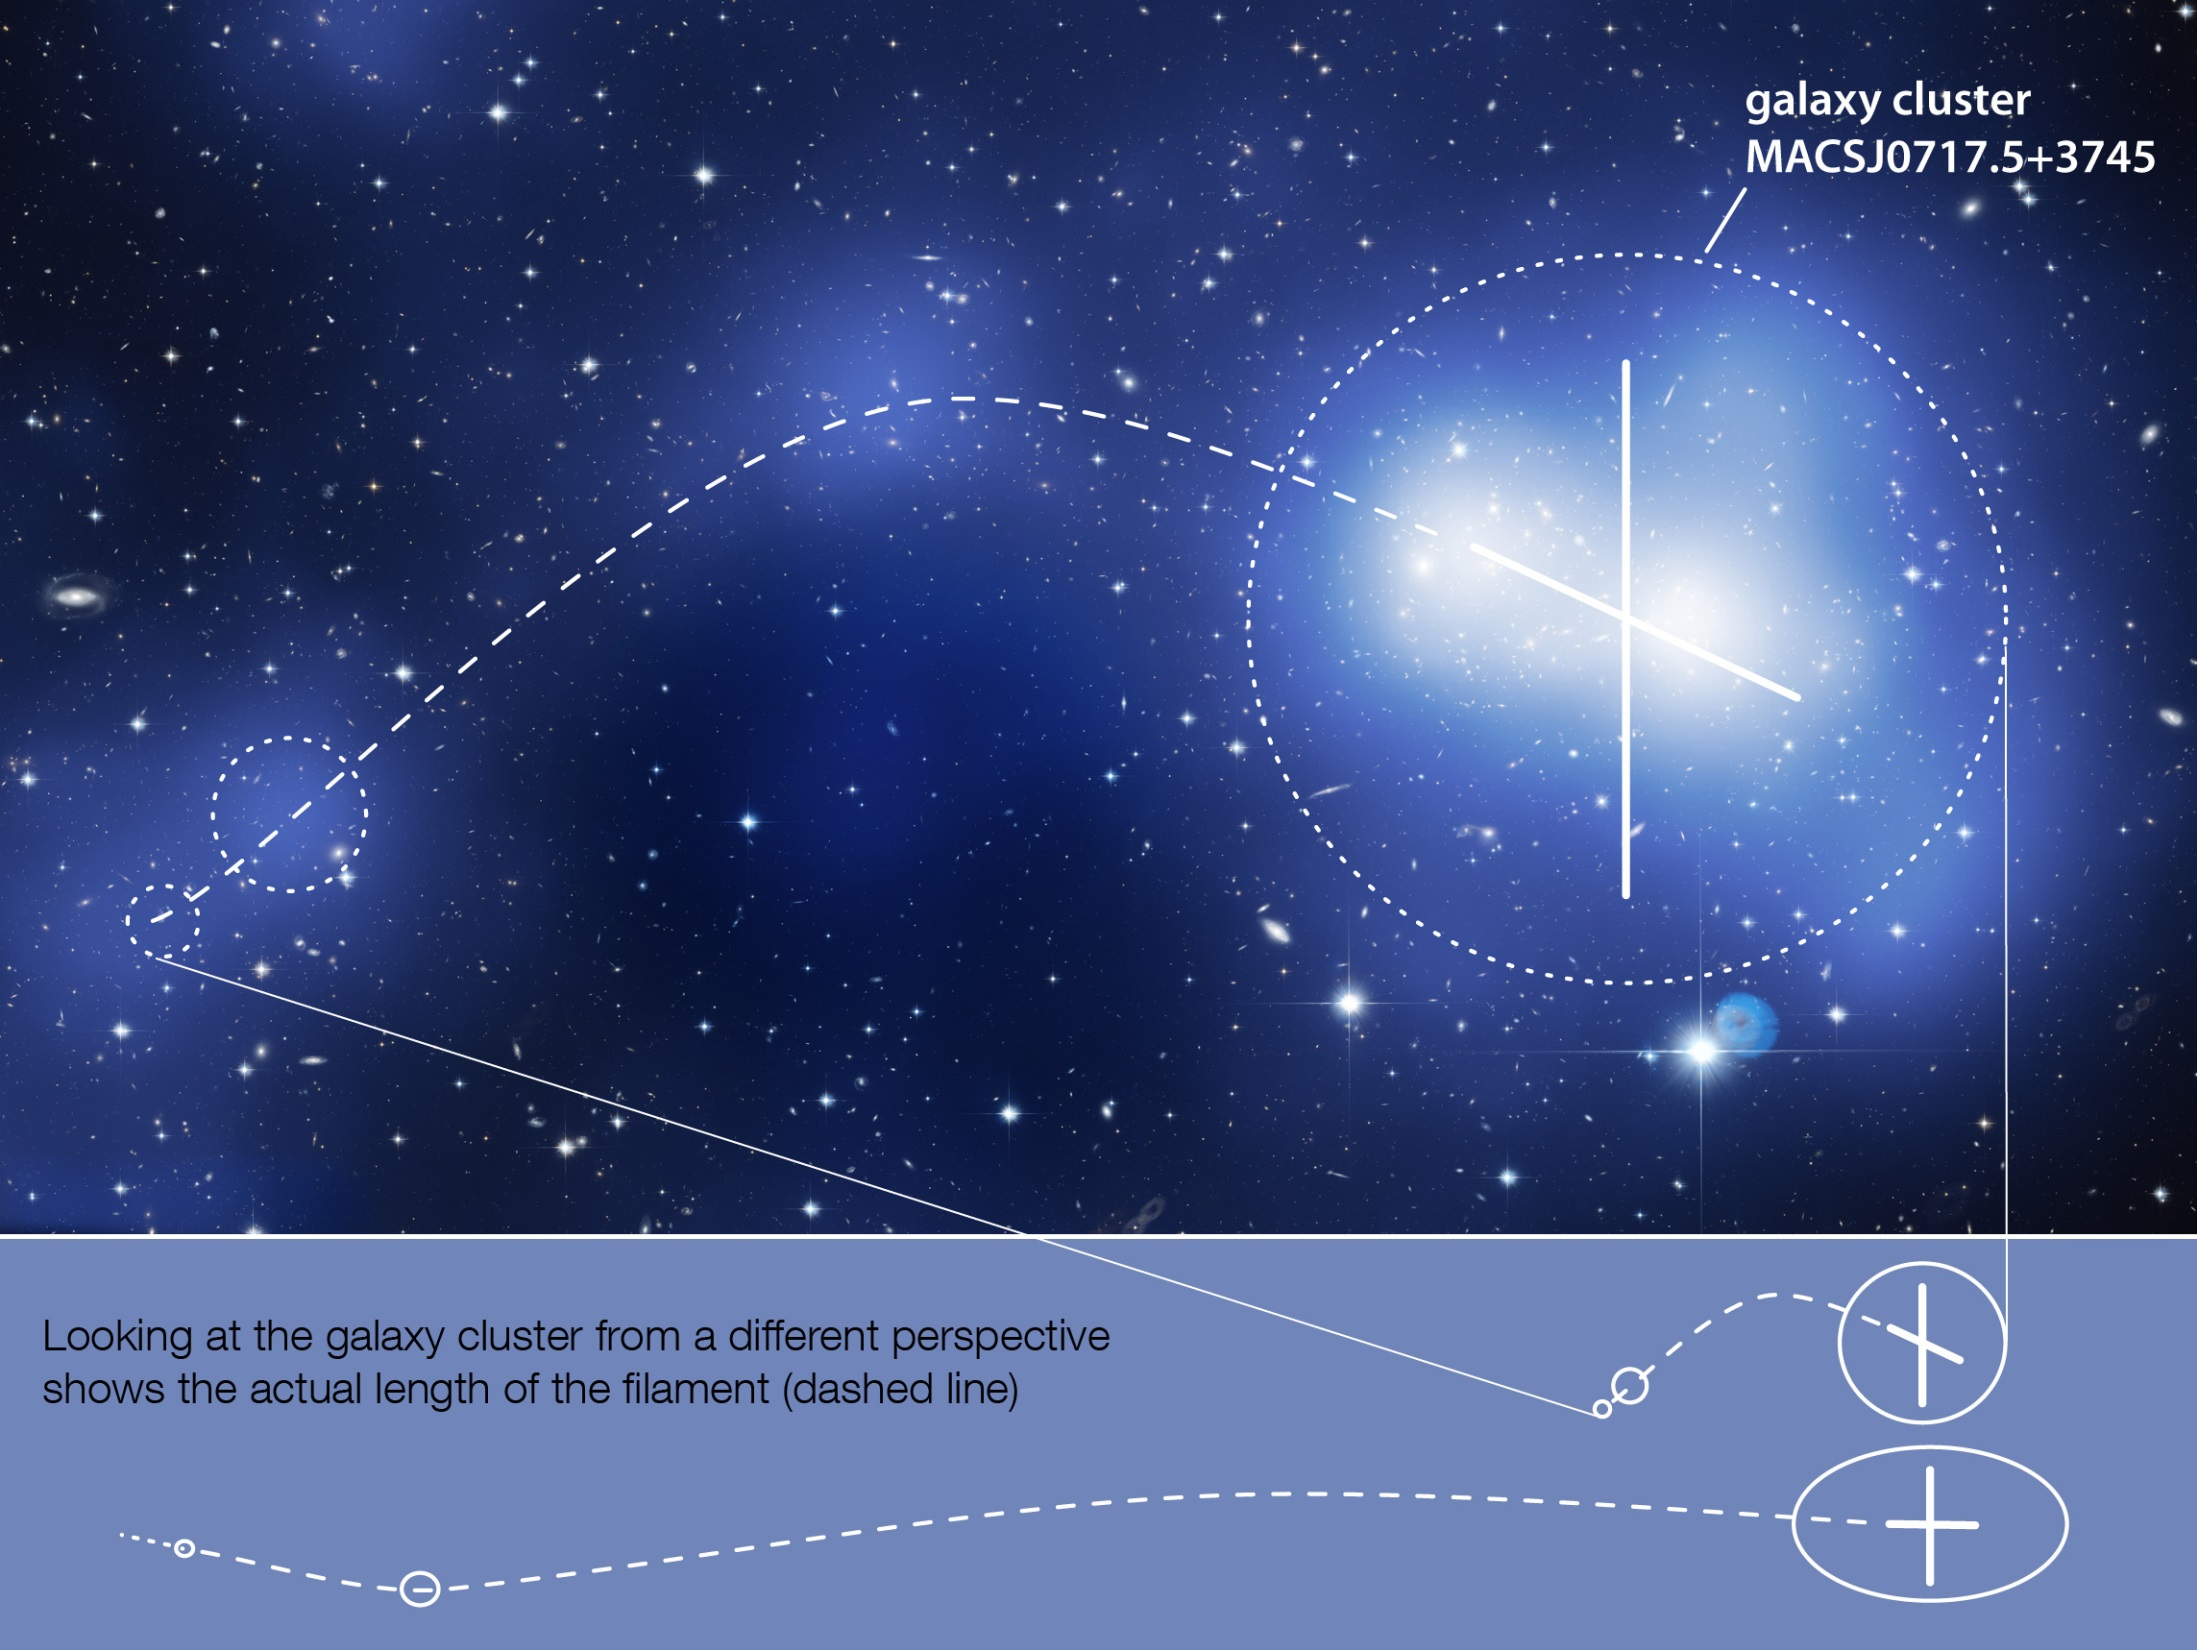 galaxy cluster
MACSJ0717.5+3745
Looking at the galaxy cluster from a different perspective
shows the actual length of the filament (dashed line)